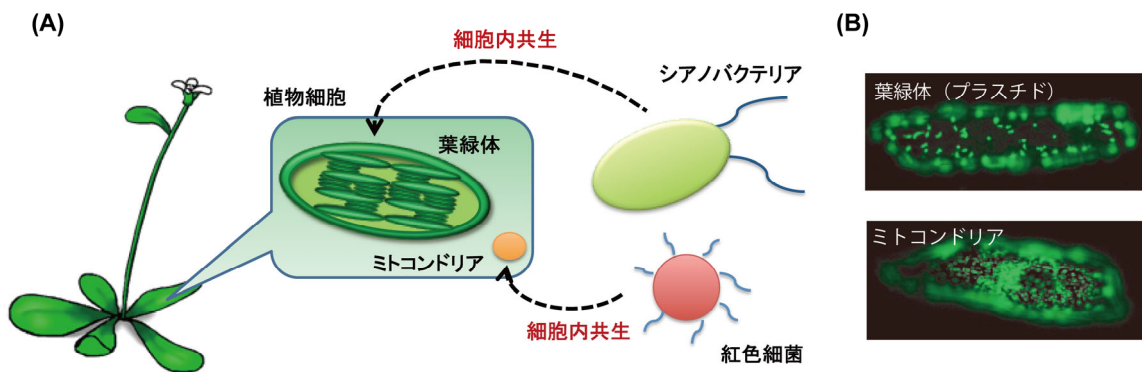 (A)
細胞内共生
シアノバクテリア
植物細胞
葉緑体
ミトコンドリア
細胞内共生
紅色細菌
(B)
葉緑体（プラスチド）
ミトコンドリア